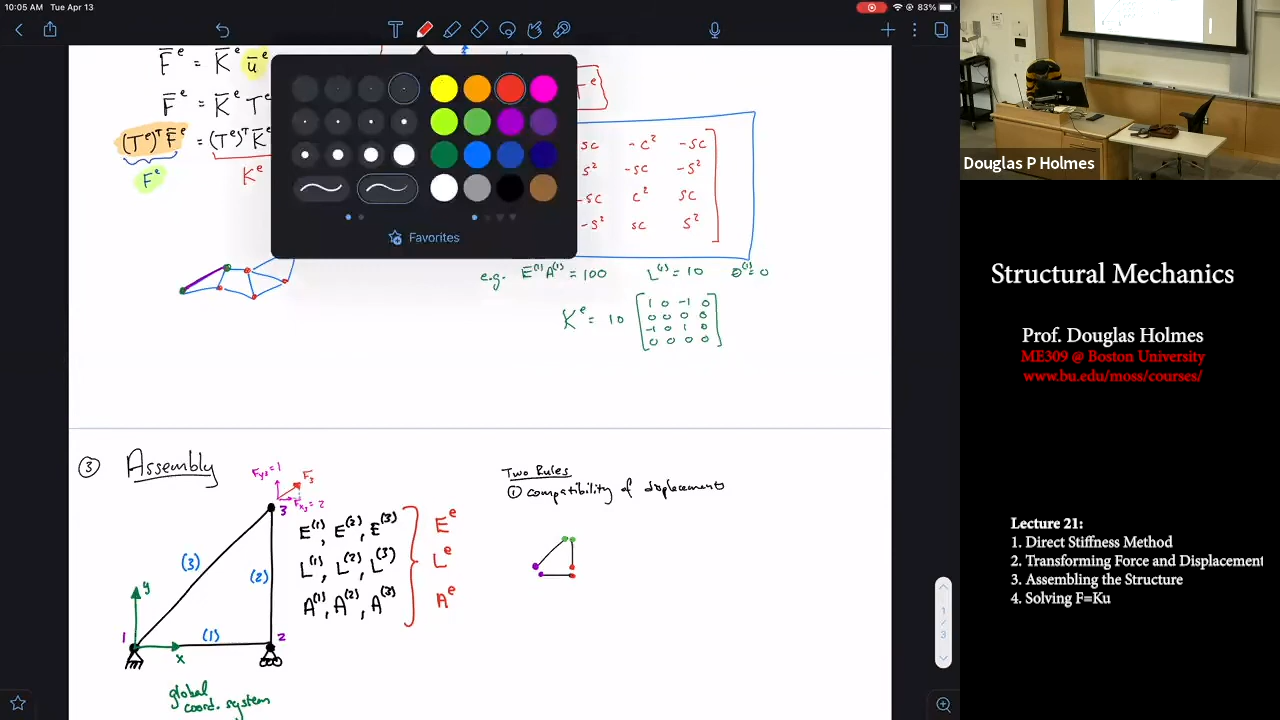 10:05 AM Tue Apr 13
83%
F̄ᵉ = K̄ᵉ ūᵉ
F̄ᵉ = K̄ᵉ Tᵉ
(Tᵉ)ᵀ F̄ᵉ = (Tᵉ)ᵀ K̄ᵉ
Fᵉ
Kᵉ
Tᵉ
sc -c² -sc
-s² -sc -s²
-sc c² sc
-s² sc s²
Favorites
e.g. E⁽¹⁾A⁽¹⁾ = 100 L⁽¹⁾ = 10 θ⁽¹⁾ = 0
Kᵉ = 10
1 0 -1 0
0 0 0 0
-1 0 1 0
0 0 0 0
3 Assembly
Fy3 = 1
F3
Fx3 = 2
3
E⁽¹⁾, E⁽²⁾, E⁽³⁾ Eᵉ
L⁽¹⁾, L⁽²⁾, L⁽³⁾ Lᵉ
A⁽¹⁾, A⁽²⁾, A⁽³⁾ Aᵉ
(3)
(2)
y
1
(1)
2
x
global
coord. system
Two Rules
1 compatibility of displacements
1
/
3
Douglas P Holmes
Structural Mechanics
Prof. Douglas Holmes
ME309 @ Boston University
www.bu.edu/moss/courses/
Lecture 21:
1. Direct Stiffness Method
2. Transforming Force and Displacement
3. Assembling the Structure
4. Solving F=Ku